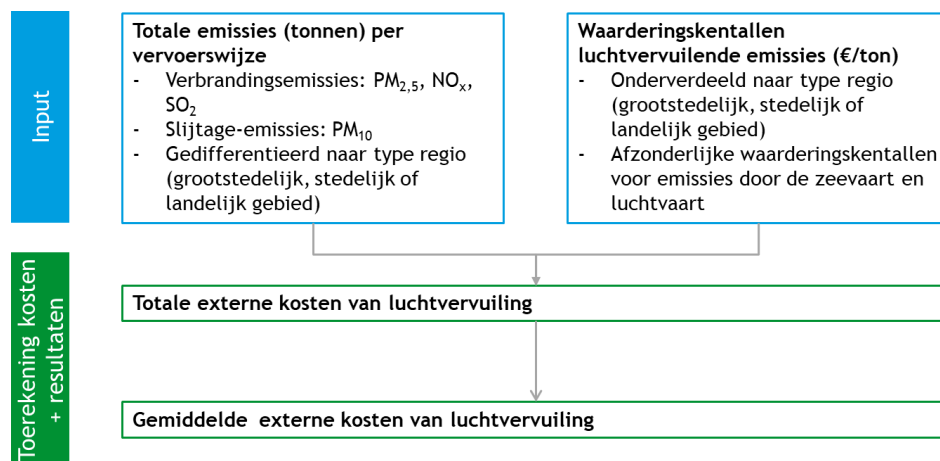 Input
Totale emissies (tonnen) per
vervoerswijze
- Verbrandingsemissies: PM2,5, NOx,
SO2
- Slijtage-emissies: PM10
- Gedifferentieerd naar type regio
(grootstedelijk, stedelijk of
landelijk gebied)
Waarderingskentallen
luchtvervuilende emissies (€/ton)
- Onderverdeeld naar type regio
(grootstedelijk, stedelijk of
landelijk gebied)
- Afzonderlijke waarderingskentallen
voor emissies door de zeevaart en
luchtvaart
Toerekening kosten
+ resultaten
Totale externe kosten van luchtvervuiling
Gemiddelde externe kosten van luchtvervuiling